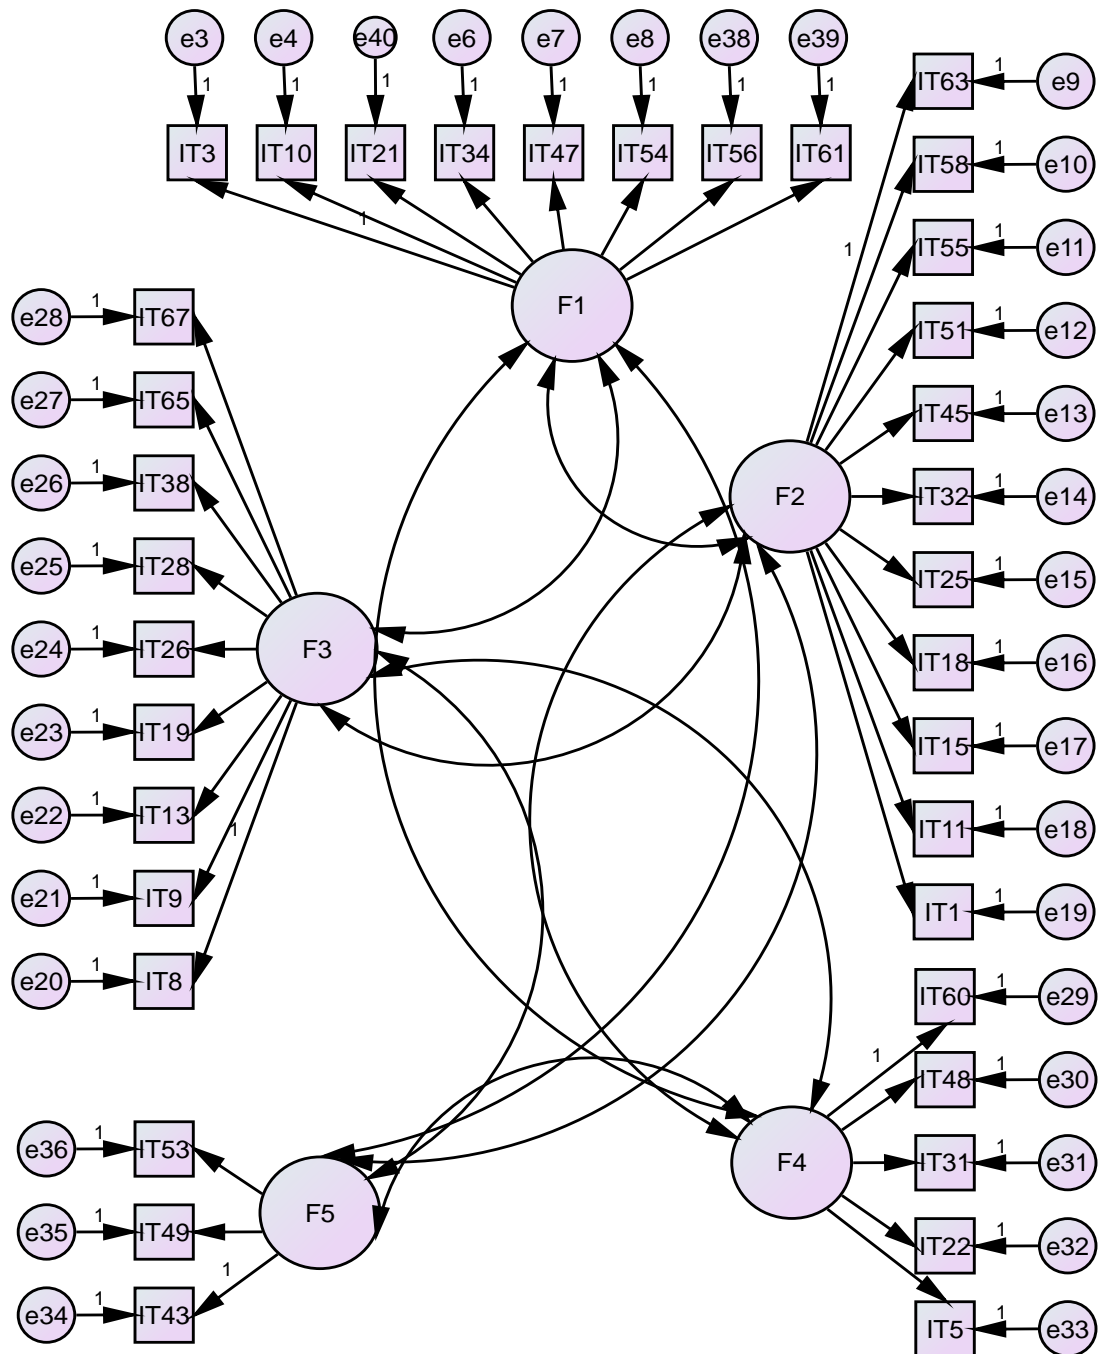 e3 e4 e40 e6 e7 e8 e38 e39
1 1 1 1 1 1 1 1
IT3 IT10 IT21 IT34 IT47 IT54 IT56 IT61
1
F1
IT63 1 e9
IT58 1 e10
IT55 1 e11
IT51 1 e12
IT45 1 e13
IT32 1 e14
IT25 1 e15
IT18 1 e16
IT15 1 e17
IT11 1 e18
IT1 1 e19
1
F2
e28 1 IT67
e27 1 IT65
e26 1 IT38
e25 1 IT28
e24 1 IT26
e23 1 IT19
e22 1 IT13
e21 1 IT9
e20 1 IT8
1
F3
IT60 1 e29
IT48 1 e30
IT31 1 e31
IT22 1 e32
IT5 1 e33
1
F4
e36 1 IT53
e35 1 IT49
e34 1 IT43
1
F5